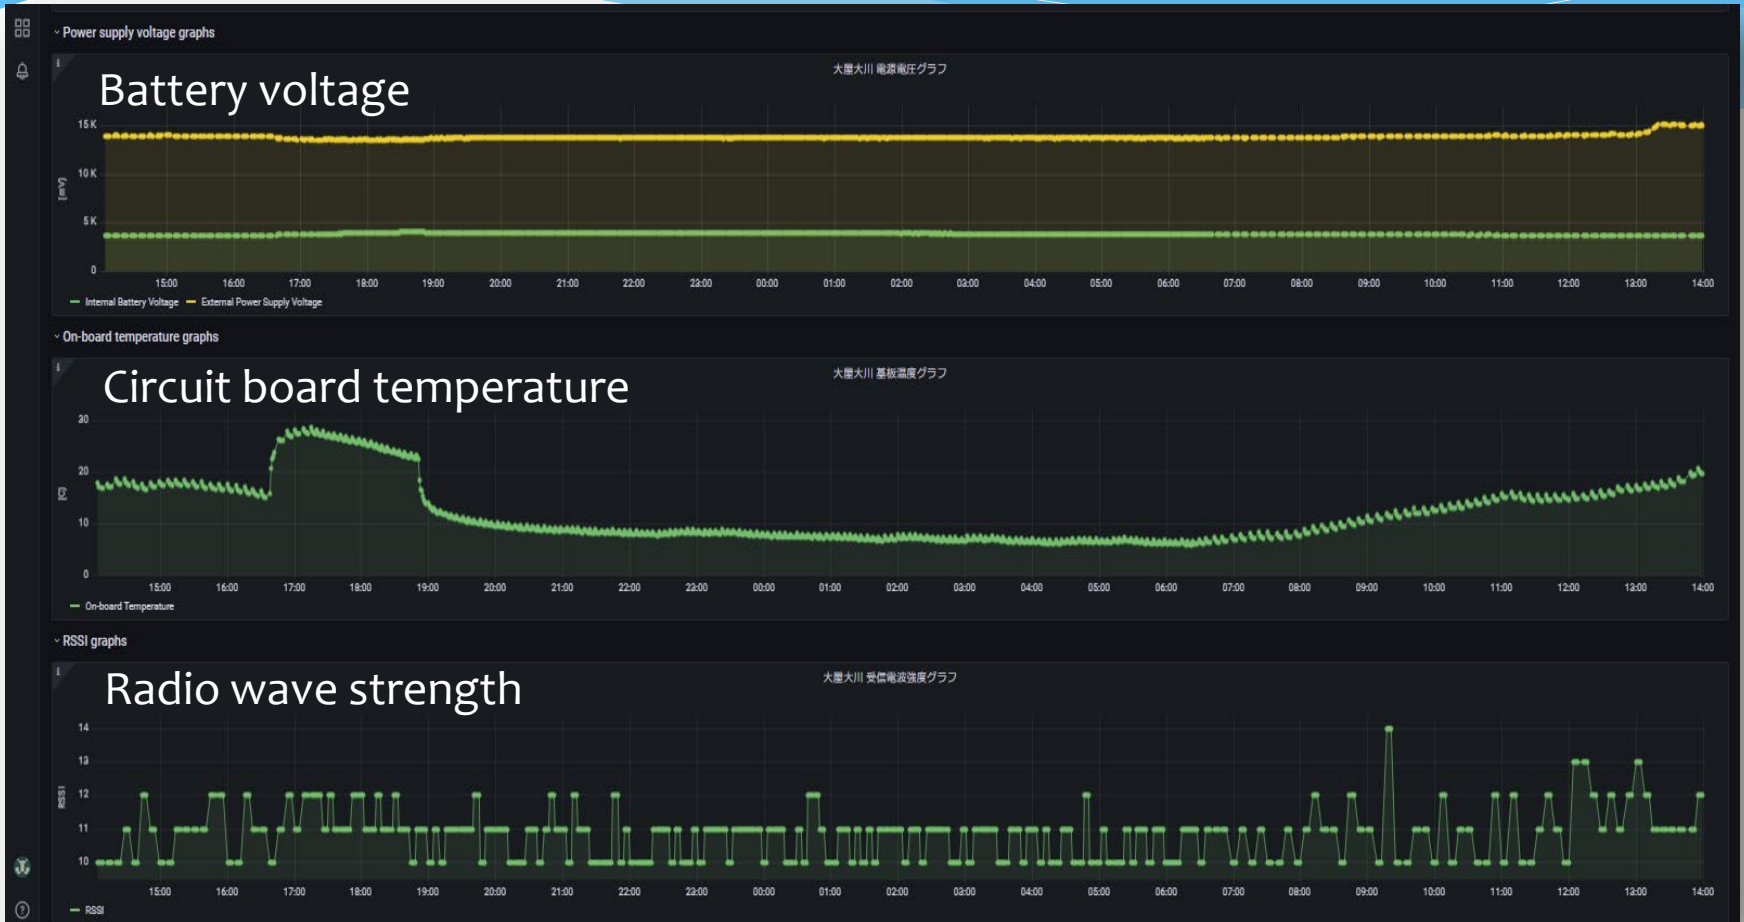 Power supply voltage graphs
大屋大川 電源電圧グラフ
Battery voltage
15 K
10 K
5 K
0
[mV]
15:00 16:00 17:00 18:00 19:00 20:00 21:00 22:00 23:00 00:00 01:00 02:00 03:00 04:00 05:00 06:00 07:00 08:00 09:00 10:00 11:00 12:00 13:00 14:00
Internal Battery Voltage External Power Supply Voltage
On-board temperature graphs
大屋大川 基板温度グラフ
Circuit board temperature
30
20
10
0
[C]
15:00 16:00 17:00 18:00 19:00 20:00 21:00 22:00 23:00 00:00 01:00 02:00 03:00 04:00 05:00 06:00 07:00 08:00 09:00 10:00 11:00 12:00 13:00 14:00
On-board Temperature
RSSI graphs
大屋大川 受信電波強度グラフ
Radio wave strength
14
13
12
11
10
RSSI
15:00 16:00 17:00 18:00 19:00 20:00 21:00 22:00 23:00 00:00 01:00 02:00 03:00 04:00 05:00 06:00 07:00 08:00 09:00 10:00 11:00 12:00 13:00 14:00
RSSI